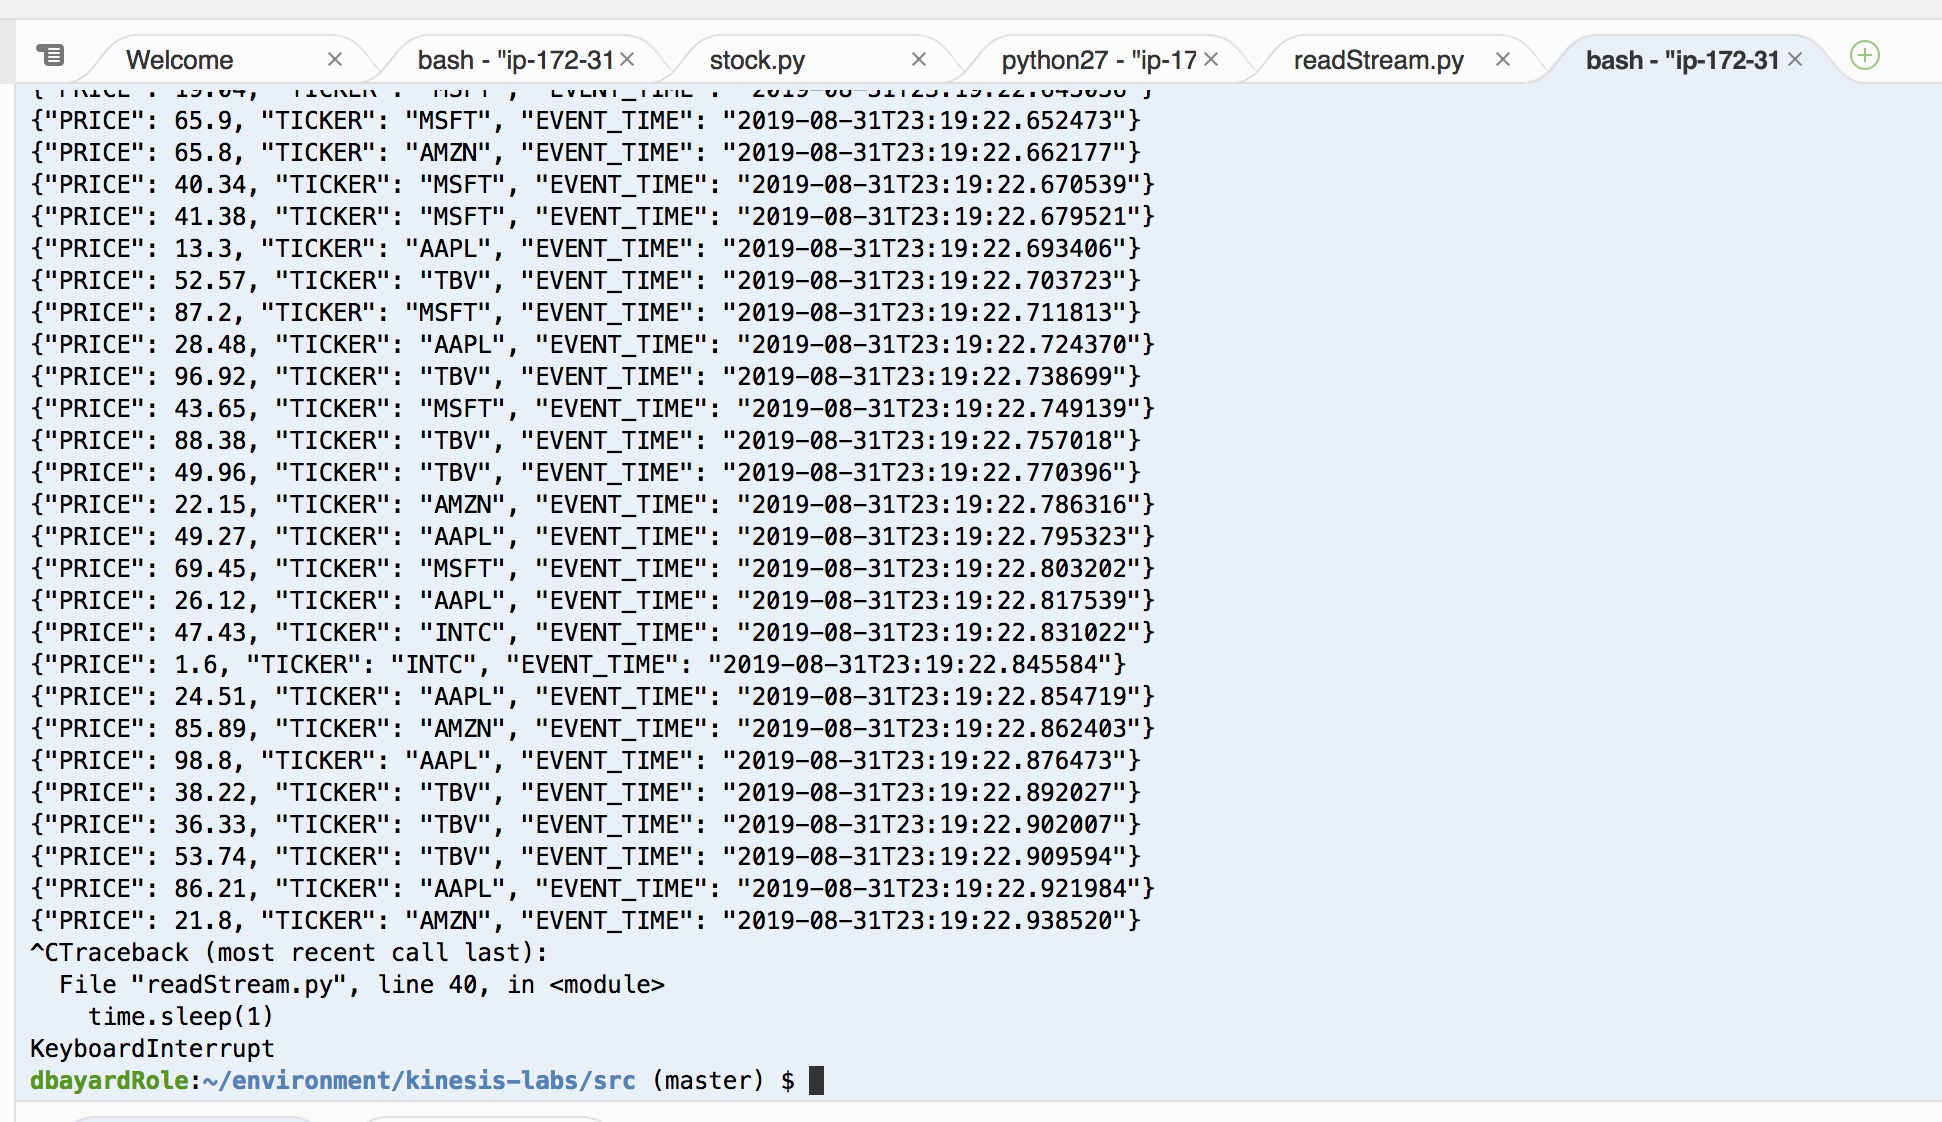 Welcome
bash - "ip-172-31
stock.py
python27 - "ip-17
readStream.py
bash - "ip-172-31
{"PRICE": 19.04, "TICKER": "MSFT", "EVENT_TIME": "2019-08-31T23:19:22.643036"}
{"PRICE": 65.9, "TICKER": "MSFT", "EVENT_TIME": "2019-08-31T23:19:22.652473"}
{"PRICE": 65.8, "TICKER": "AMZN", "EVENT_TIME": "2019-08-31T23:19:22.662177"}
{"PRICE": 40.34, "TICKER": "MSFT", "EVENT_TIME": "2019-08-31T23:19:22.670539"}
{"PRICE": 41.38, "TICKER": "MSFT", "EVENT_TIME": "2019-08-31T23:19:22.679521"}
{"PRICE": 13.3, "TICKER": "AAPL", "EVENT_TIME": "2019-08-31T23:19:22.693406"}
{"PRICE": 52.57, "TICKER": "TBV", "EVENT_TIME": "2019-08-31T23:19:22.703723"}
{"PRICE": 87.2, "TICKER": "MSFT", "EVENT_TIME": "2019-08-31T23:19:22.711813"}
{"PRICE": 28.48, "TICKER": "AAPL", "EVENT_TIME": "2019-08-31T23:19:22.724370"}
{"PRICE": 96.92, "TICKER": "TBV", "EVENT_TIME": "2019-08-31T23:19:22.738699"}
{"PRICE": 43.65, "TICKER": "MSFT", "EVENT_TIME": "2019-08-31T23:19:22.749139"}
{"PRICE": 88.38, "TICKER": "TBV", "EVENT_TIME": "2019-08-31T23:19:22.757018"}
{"PRICE": 49.96, "TICKER": "TBV", "EVENT_TIME": "2019-08-31T23:19:22.770396"}
{"PRICE": 22.15, "TICKER": "AMZN", "EVENT_TIME": "2019-08-31T23:19:22.786316"}
{"PRICE": 49.27, "TICKER": "AAPL", "EVENT_TIME": "2019-08-31T23:19:22.795323"}
{"PRICE": 69.45, "TICKER": "MSFT", "EVENT_TIME": "2019-08-31T23:19:22.803202"}
{"PRICE": 26.12, "TICKER": "AAPL", "EVENT_TIME": "2019-08-31T23:19:22.817539"}
{"PRICE": 47.43, "TICKER": "INTC", "EVENT_TIME": "2019-08-31T23:19:22.831022"}
{"PRICE": 1.6, "TICKER": "INTC", "EVENT_TIME": "2019-08-31T23:19:22.845584"}
{"PRICE": 24.51, "TICKER": "AAPL", "EVENT_TIME": "2019-08-31T23:19:22.854719"}
{"PRICE": 85.89, "TICKER": "AMZN", "EVENT_TIME": "2019-08-31T23:19:22.862403"}
{"PRICE": 98.8, "TICKER": "AAPL", "EVENT_TIME": "2019-08-31T23:19:22.876473"}
{"PRICE": 38.22, "TICKER": "TBV", "EVENT_TIME": "2019-08-31T23:19:22.892027"}
{"PRICE": 36.33, "TICKER": "TBV", "EVENT_TIME": "2019-08-31T23:19:22.902007"}
{"PRICE": 53.74, "TICKER": "TBV", "EVENT_TIME": "2019-08-31T23:19:22.909594"}
{"PRICE": 86.21, "TICKER": "AAPL", "EVENT_TIME": "2019-08-31T23:19:22.921984"}
{"PRICE": 21.8, "TICKER": "AMZN", "EVENT_TIME": "2019-08-31T23:19:22.938520"}
^CTraceback (most recent call last):
File "readStream.py", line 40, in <module>
time.sleep(1)
KeyboardInterrupt
dbayardRole:~/environment/kinesis-labs/src (master) $